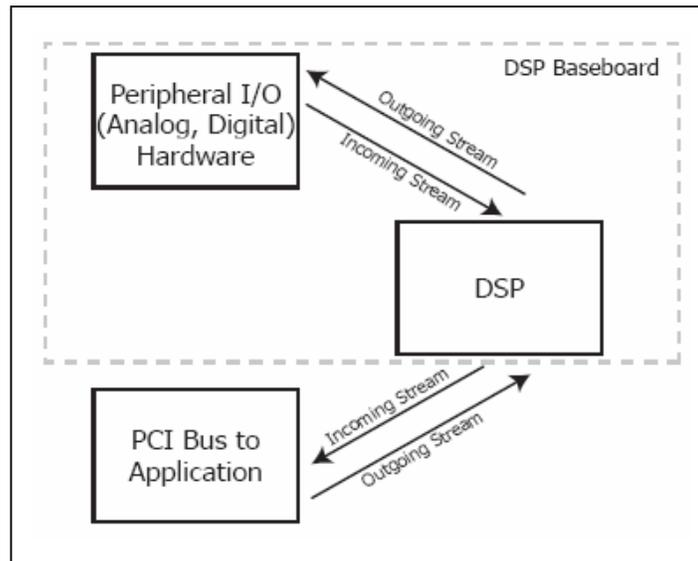 DSP Baseboard
Peripheral I/O
(Analog, Digital)
Hardware
Outgoing Stream
Incoming Stream
DSP
Incoming Stream
Outgoing Stream
PCI Bus to
Application